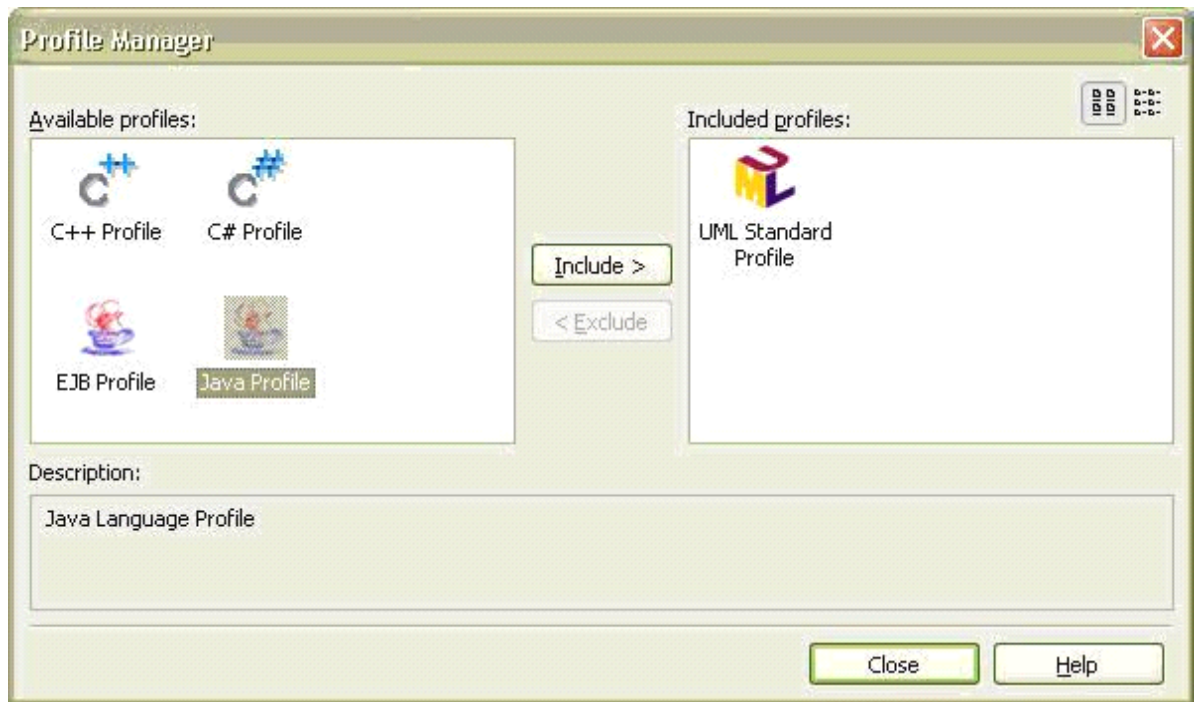 Profile Manager
Available profiles:
Included profiles:
C++
C#
UML
C++ Profile
C# Profile
UML Standard
Profile
Include >
< Exclude
EJB Profile
Java Profile
Description:
Java Language Profile
Close
Help